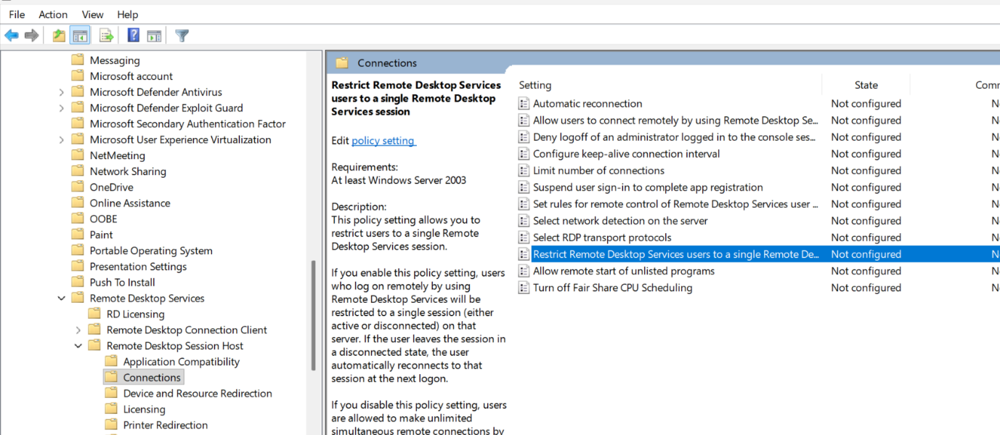 File Action View Help
Messaging
Microsoft account
Microsoft Defender Antivirus
Microsoft Defender Exploit Guard
Microsoft Secondary Authentication Factor
Microsoft User Experience Virtualization
NetMeeting
Network Sharing
OneDrive
Online Assistance
OOBE
Paint
Portable Operating System
Presentation Settings
Push To Install
Remote Desktop Services
RD Licensing
Remote Desktop Connection Client
Remote Desktop Session Host
Application Compatibility
Connections
Device and Resource Redirection
Licensing
Printer Redirection
Connections
Restrict Remote Desktop Services
users to a single Remote Desktop
Services session
Edit policy setting
Requirements:
At least Windows Server 2003
Description:
This policy setting allows you to
restrict users to a single Remote
Desktop Services session.
If you enable this policy setting, users
who log on remotely by using
Remote Desktop Services will be
restricted to a single session (either
active or disconnected) on that
server. If the user leaves the session in
a disconnected state, the user
automatically reconnects to that
session at the next logon.
If you disable this policy setting, users
are allowed to make unlimited
simultaneous remote connections by
Setting State Comm
Automatic reconnection Not configured N
Allow users to connect remotely by using Remote Desktop Se... Not configured N
Deny logoff of an administrator logged in to the console ses... Not configured N
Configure keep-alive connection interval Not configured N
Limit number of connections Not configured N
Suspend user sign-in to complete app registration Not configured N
Set rules for remote control of Remote Desktop Services user ... Not configured N
Select network detection on the server Not configured N
Select RDP transport protocols Not configured N
Restrict Remote Desktop Services users to a single Remote De... Not configured N
Allow remote start of unlisted programs Not configured N
Turn off Fair Share CPU Scheduling Not configured N